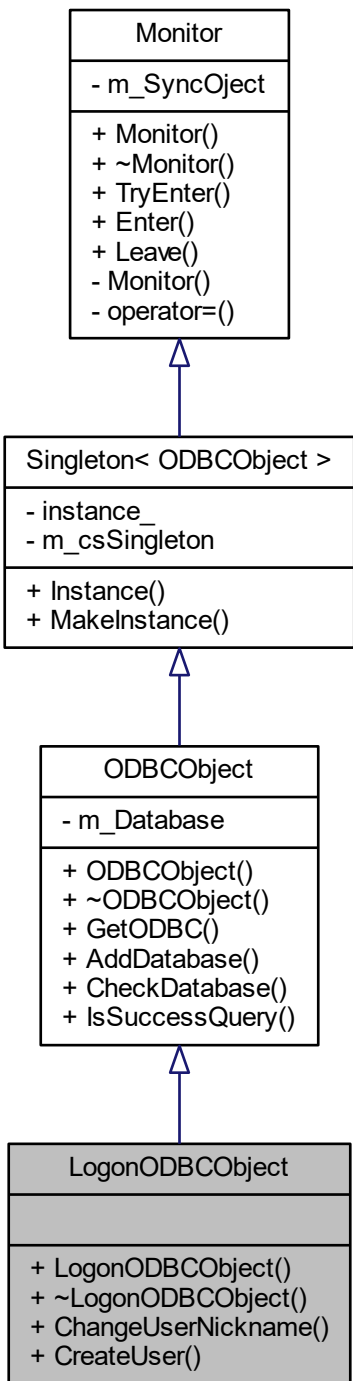 Monitor
- m_SyncOject
+ Monitor()
+ ~Monitor()
+ TryEnter()
+ Enter()
+ Leave()
- Monitor()
- operator=()
Singleton< ODBCObject >
- instance_
- m_csSingleton
+ Instance()
+ MakeInstance()
ODBCObject
- m_Database
+ ODBCObject()
+ ~ODBCObject()
+ GetODBC()
+ AddDatabase()
+ CheckDatabase()
+ IsSuccessQuery()
LogonODBCObject
+ LogonODBCObject()
+ ~LogonODBCObject()
+ ChangeUserNickname()
+ CreateUser()